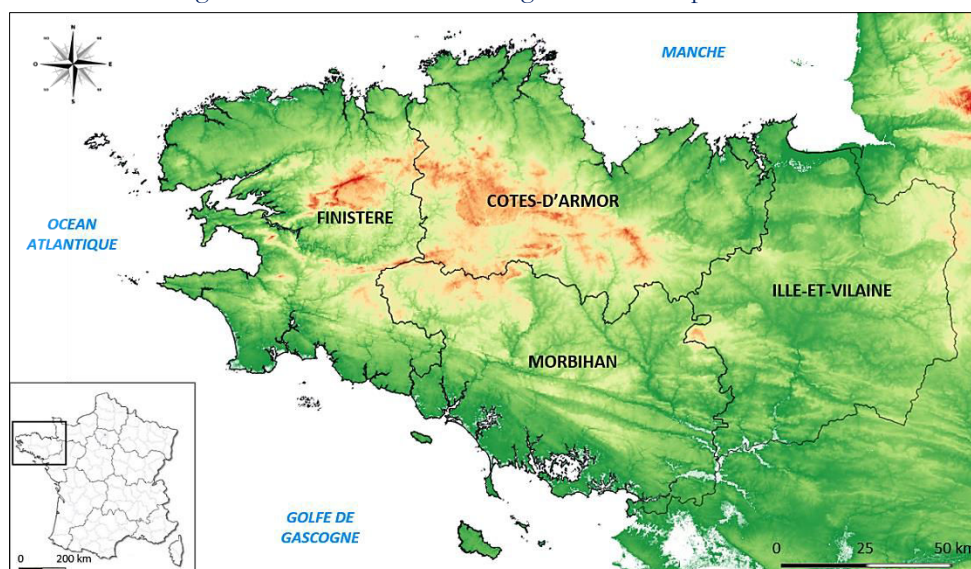 N
O
E
S
MANCHE
OCEAN
ATLANTIQUE
FINISTERE
COTES-D'ARMOR
ILLE-ET-VILAINE
MORBIHAN
GOLFE DE
GASCOGNE
0 200 km
0 25 50 km